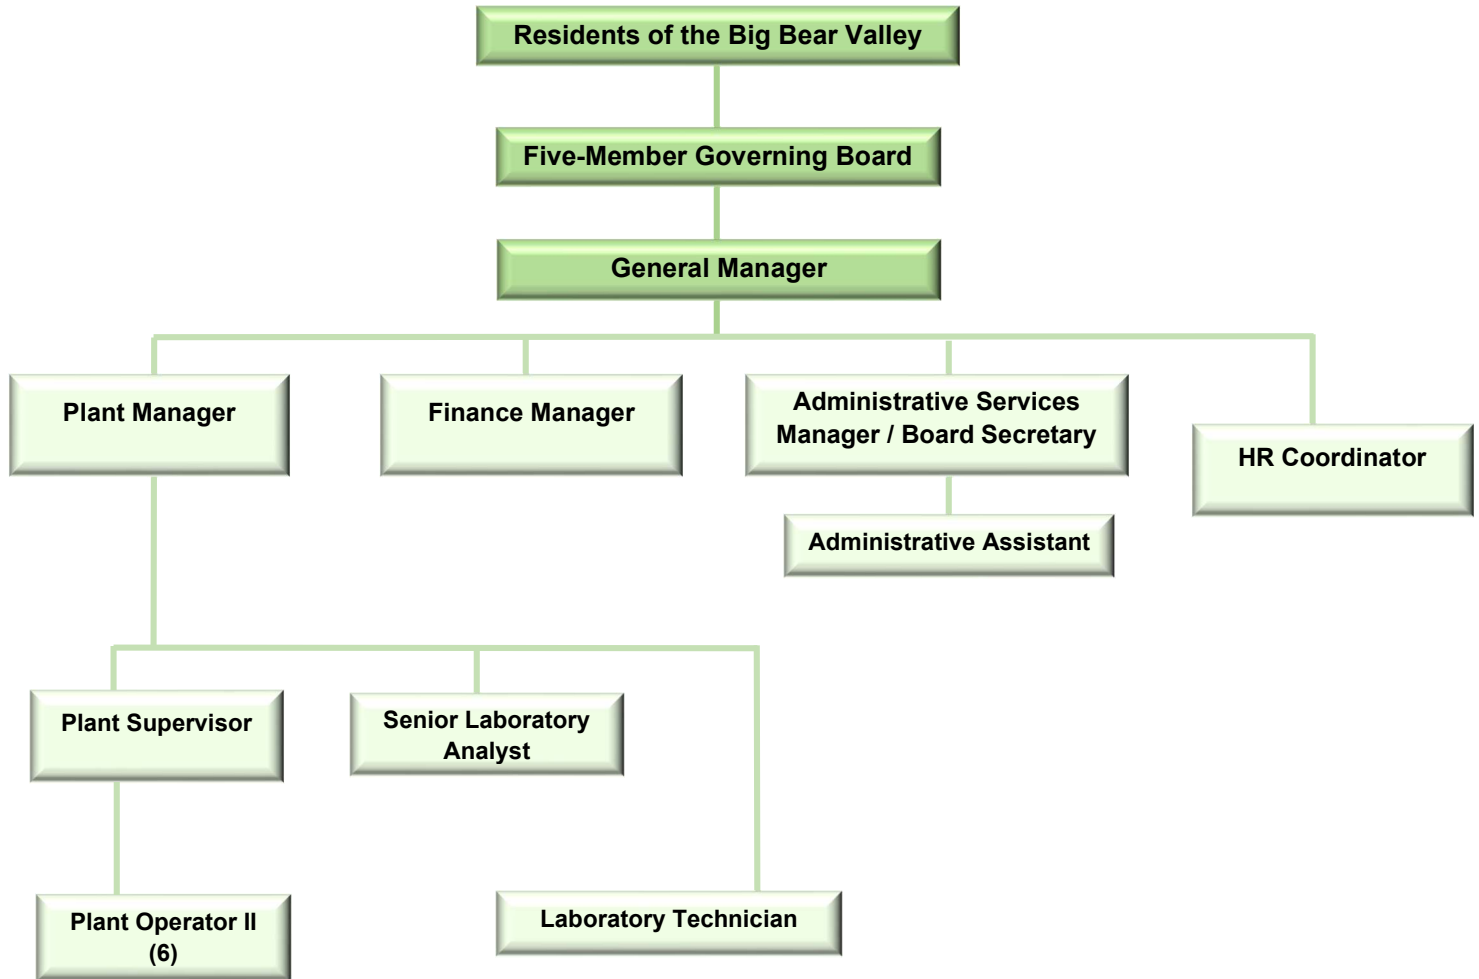 Residents of the Big Bear Valley
Five-Member Governing Board
General Manager
Plant Manager
Finance Manager
Administrative Services
Manager / Board Secretary
HR Coordinator
Administrative Assistant
Plant Supervisor
Senior Laboratory
Analyst
Plant Operator II
(6)
Laboratory Technician